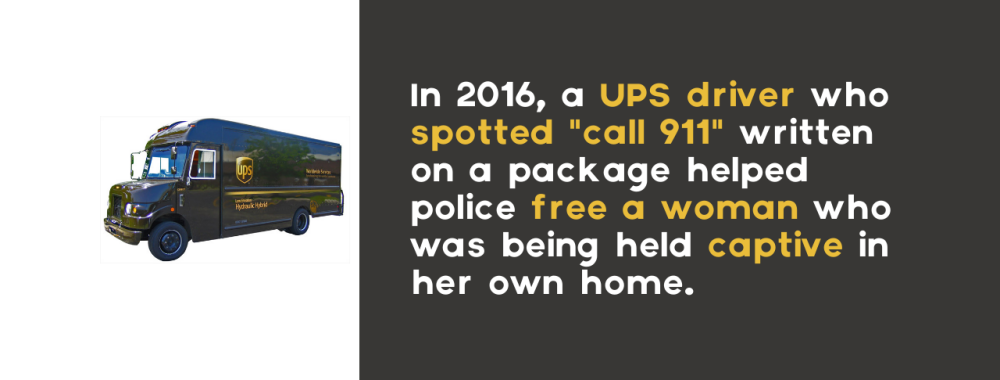 In 2016, a UPS driver who
spotted "call 911" written
on a package helped
police free a woman who
was being held captive in
her own home.
ups
Hydraulic Hybrid